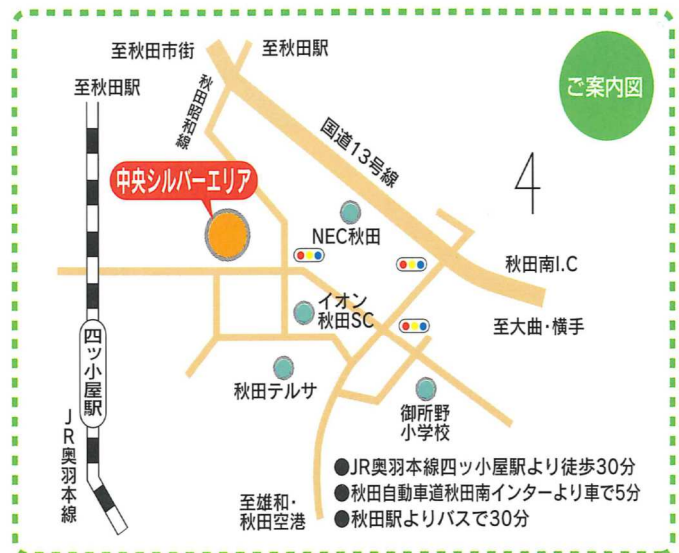 至秋田市街
至秋田駅
至秋田駅
秋田昭和線
ご案内図
国道13号線
中央シルバーエリア
4
NEC秋田
秋田南I.C
イオン
秋田SC
至大曲・横手
四ッ小屋駅
秋田テルサ
御所野
小学校
JR奥羽本線
●JR奥羽本線四ッ小屋駅より徒歩30分
●秋田自動車道秋田南インターより車で5分
●秋田駅よりバスで30分
至雄和・
秋田空港